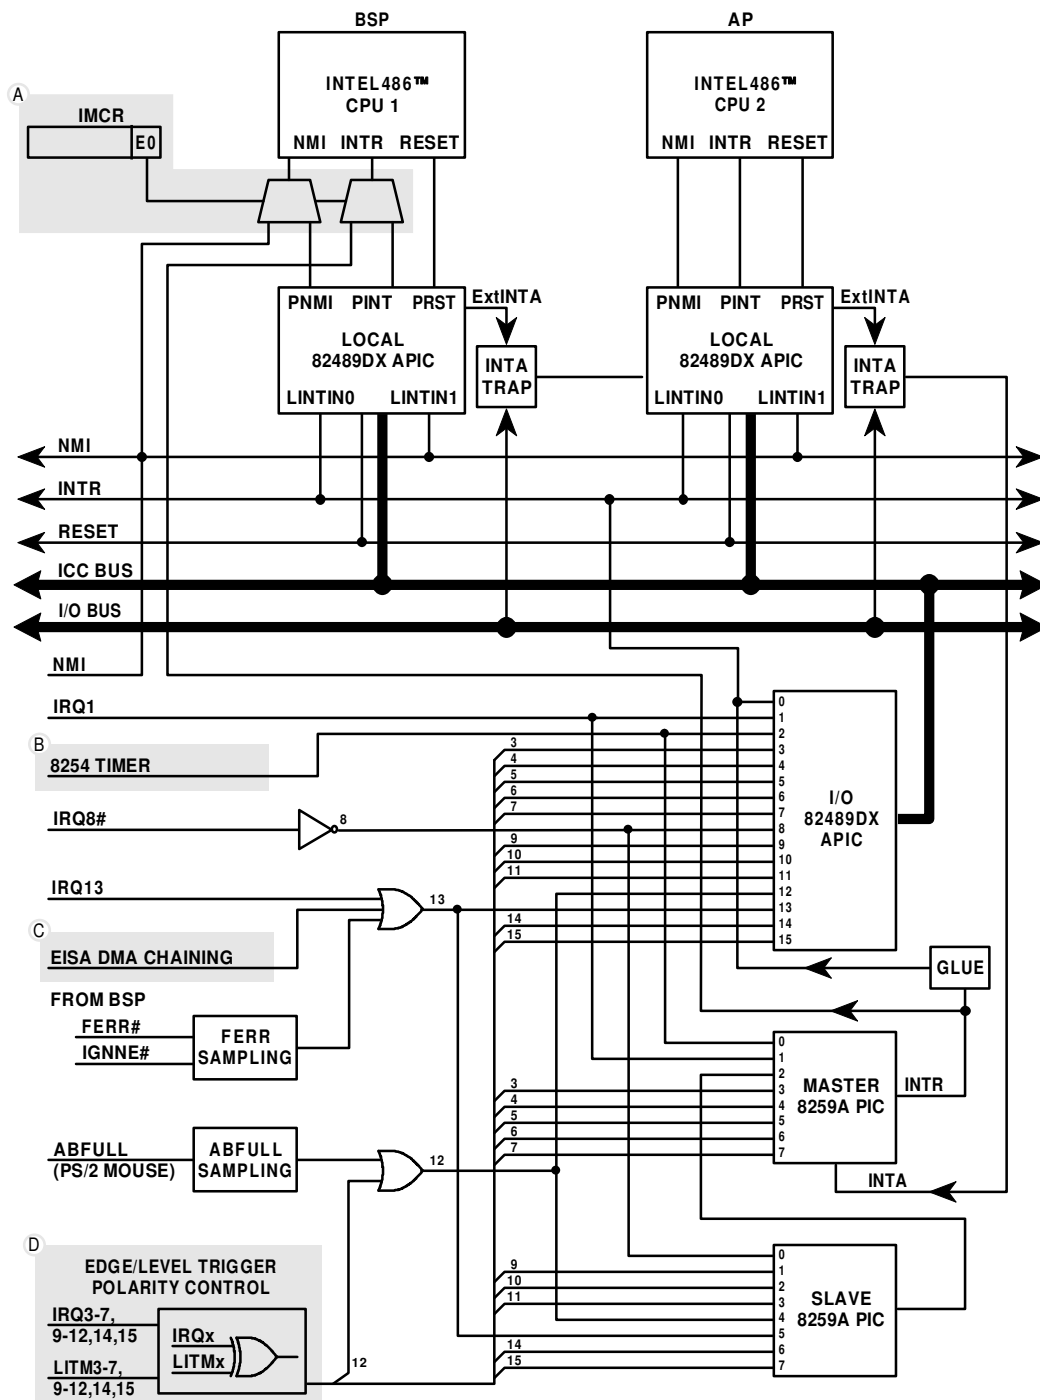 BSP
AP
A
IMCR
E0
INTEL486™
CPU 1
NMI INTR RESET
INTEL486™
CPU 2
NMI INTR RESET
PNMI PINT PRST
LOCAL
82489DX APIC
LINTIN0 LINTIN1
ExtINTA
INTA
TRAP
PNMI PINT PRST
LOCAL
82489DX APIC
LINTIN0 LINTIN1
ExtINTA
INTA
TRAP
NMI
INTR
RESET
ICC BUS
I/O BUS
NMI
IRQ1
B
8254 TIMER
IRQ8#
8
IRQ13
13
C
EISA DMA CHAINING
FROM BSP
FERR#
IGNNE#
FERR
SAMPLING
3
4
5
6
7
9
10
11
14
15
0
1
2
3
4
5
6
7
8
9
10
11
12
13
14
15
I/O
82489DX
APIC
GLUE
ABFULL
(PS/2 MOUSE)
ABFULL
SAMPLING
12
3
4
5
6
7
0
1
2
3
4
5
6
7
MASTER
8259A PIC
INTR
INTA
D
EDGE/LEVEL TRIGGER
POLARITY CONTROL
IRQ3-7,
9-12,14,15
LITM3-7,
9-12,14,15
IRQx
LITMx
12
9
10
11
14
15
0
1
2
3
4
5
6
7
SLAVE
8259A PIC